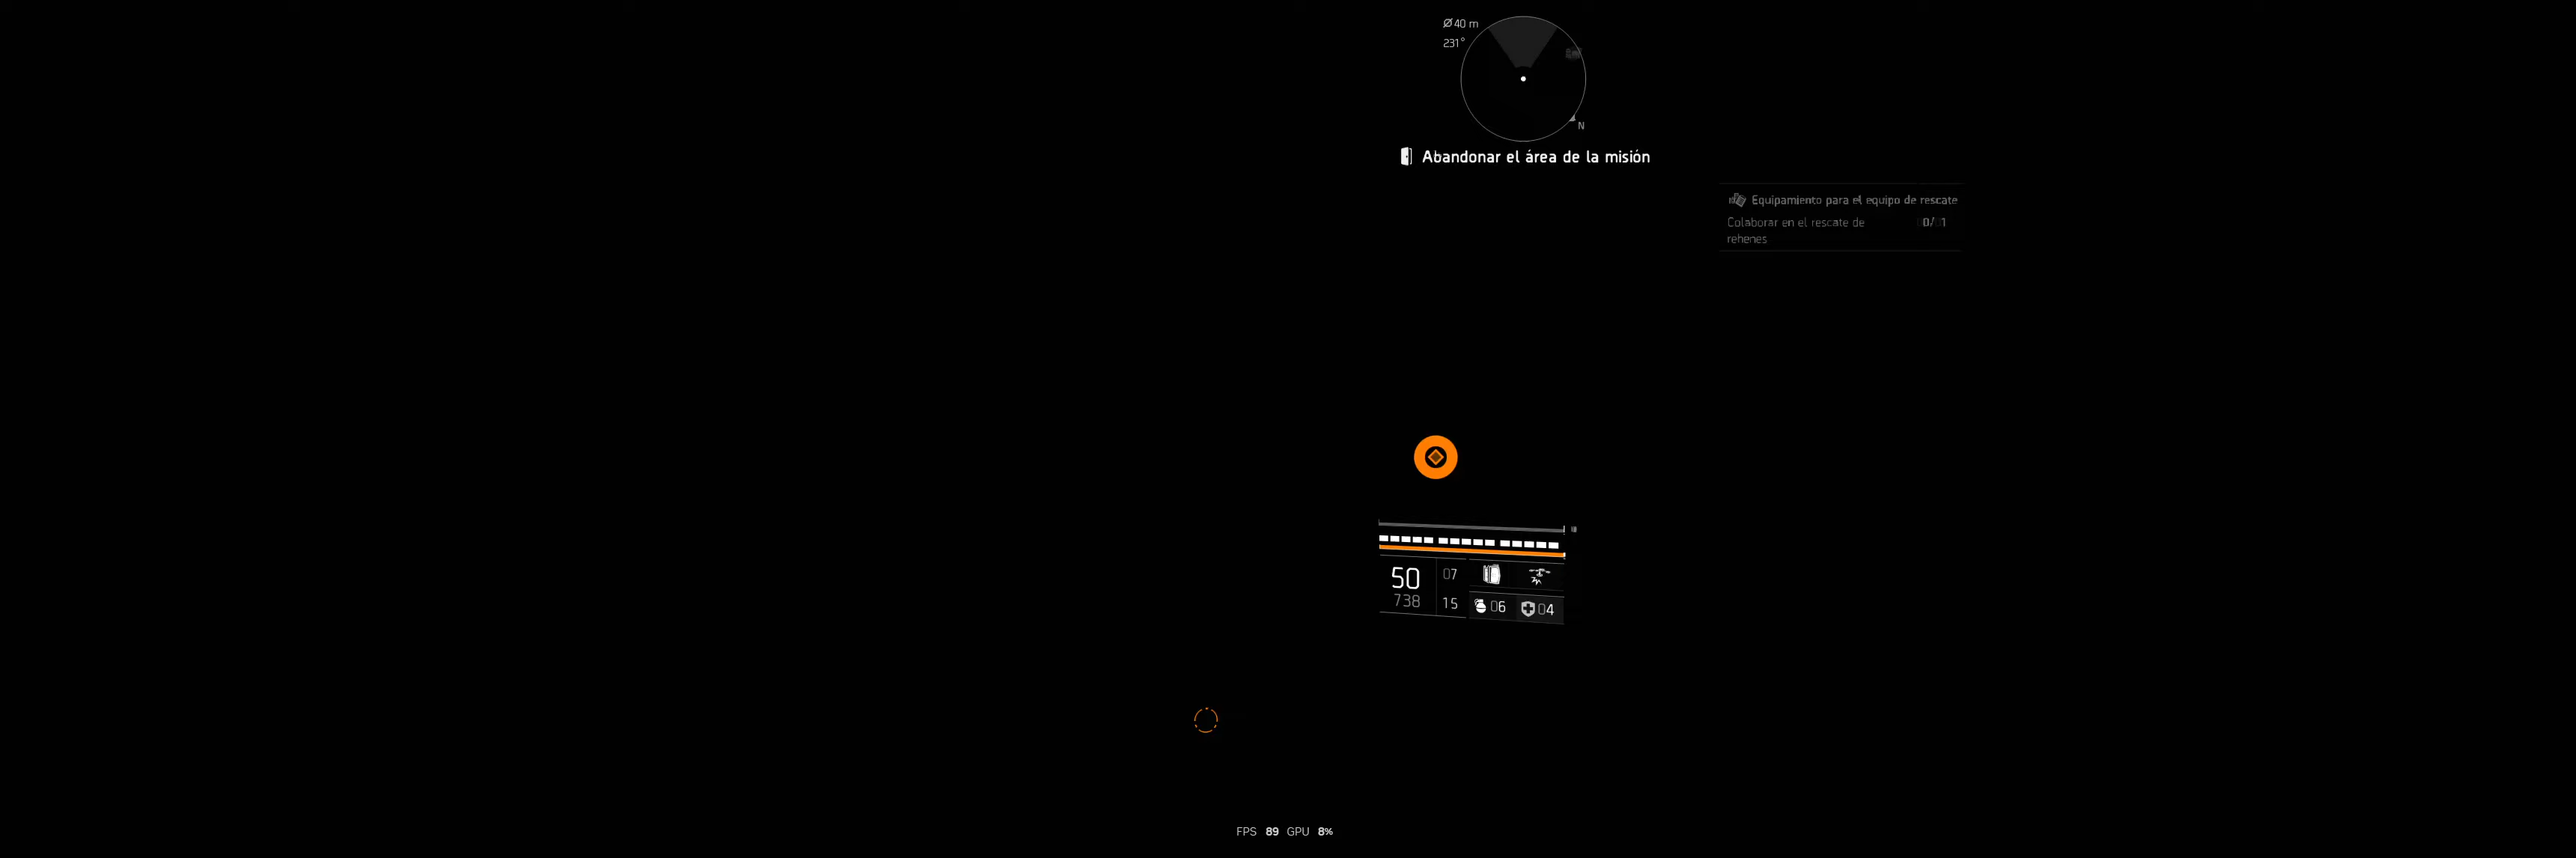 Ø40 m
231°
N
Abandonar el área de la misión
Equipamiento para el equipo de rescate
Colaborar en el rescate de 0/1
rehenes
50 07
738 15 06 04
FPS 89 GPU 8%